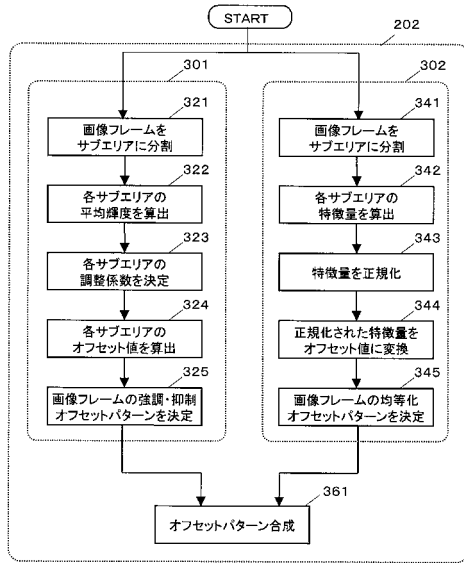 START
202
301
302
321
画像フレームを
サブエリアに分割
322
各サブエリアの
平均輝度を算出
323
各サブエリアの
調整係数を決定
324
各サブエリアの
オフセット値を算出
325
画像フレームの強調・抑制
オフセットパターンを決定
341
画像フレームを
サブエリアに分割
342
各サブエリアの
特徴量を算出
343
特徴量を正規化
344
正規化された特徴量を
オフセット値に変換
345
画像フレームの均等化
オフセットパターンを決定
361
オフセットパターン合成